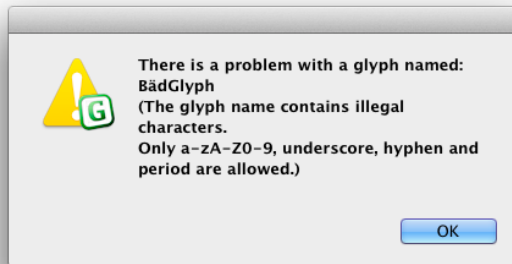 There is a problem with a glyph named:
BädGlyph
(The glyph name contains illegal
characters.
Only a-zA-Z0-9, underscore, hyphen and
period are allowed.)
G
OK